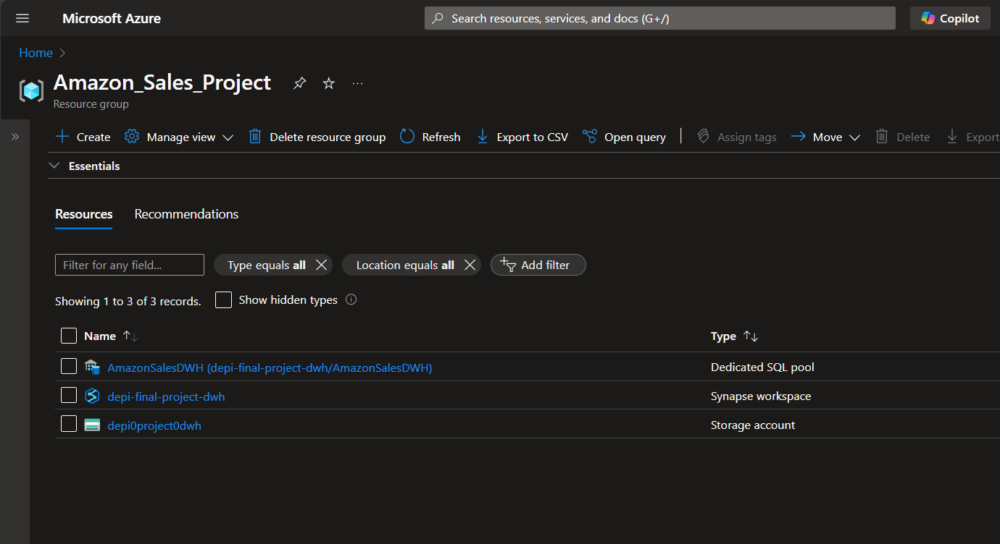 Microsoft Azure
Search resources, services, and docs (G+/)
Copilot
Home
Amazon_Sales_Project
...
Resource group
Create Manage view Delete resource group Refresh Export to CSV Open query Assign tags Move Delete Export
Essentials
Resources Recommendations
Filter for any field... Type equals all Location equals all Add filter
Showing 1 to 3 of 3 records. Show hidden types
Name Type
AmazonSalesDWH (depi-final-project-dwh/AmazonSalesDWH) Dedicated SQL pool
depi-final-project-dwh Synapse workspace
depi0project0dwh Storage account